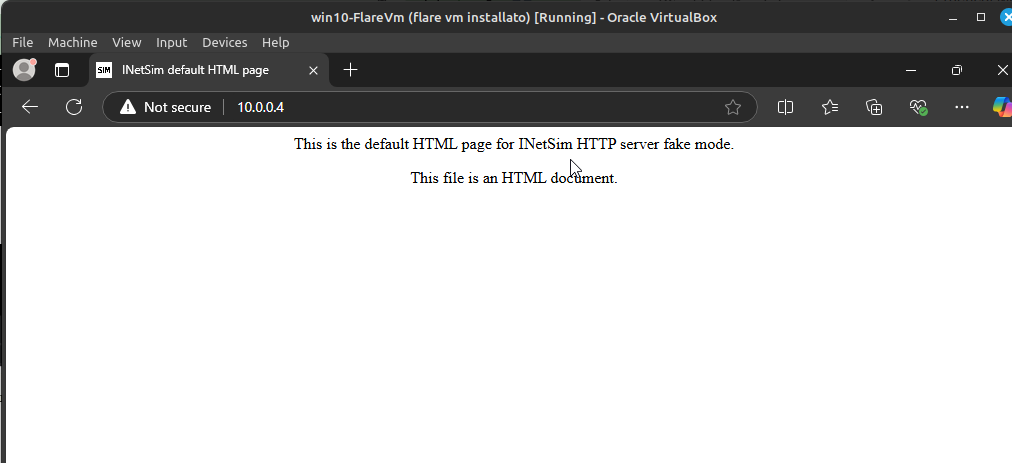 win10-FlareVm (flare vm installato) [Running] - Oracle VirtualBox
File Machine View Input Devices Help
SIM INetSim default HTML page
Not secure 10.0.0.4
This is the default HTML page for INetSim HTTP server fake mode.
This file is an HTML document.